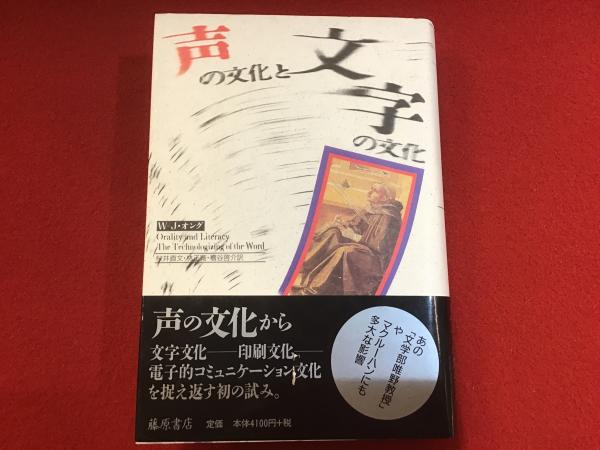 声の文化と文字の文化
W・J・オング
Orality and Literacy
The Technologizing of the Word
桜井直文・林正寛・糟谷啓介訳
声の文化から
文字文化――印刷文化――
電子的コミュニケーション文化
を捉え返す初の試み。
あの
「文学部唯野教授」
や
マクルーハンにも
多大な影響
藤原書店
定価 本体4100円+税